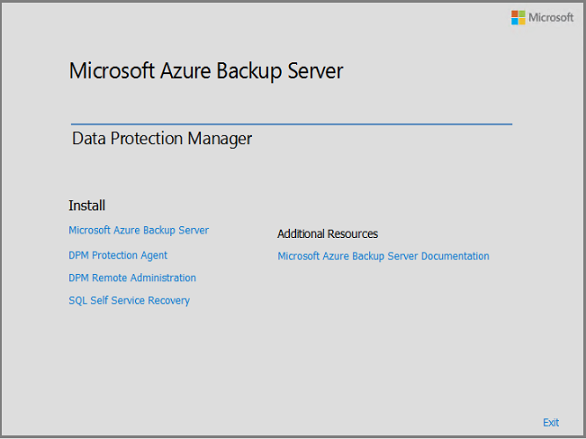 Microsoft
Microsoft Azure Backup Server
Data Protection Manager
Install
Microsoft Azure Backup Server
DPM Protection Agent
DPM Remote Administration
SQL Self Service Recovery
Additional Resources
Microsoft Azure Backup Server Documentation
Exit